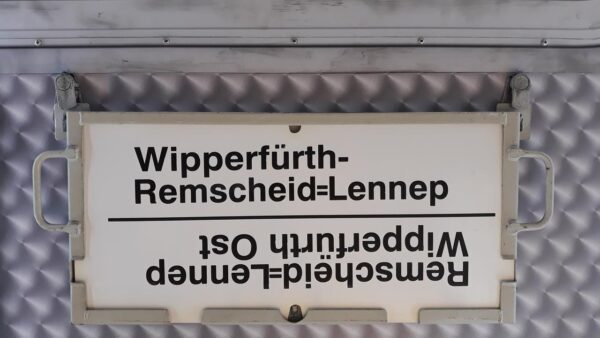 Wipperfürth-
Remscheid=Lennep
Remscheid=Lennep
Wipperfürth Ost